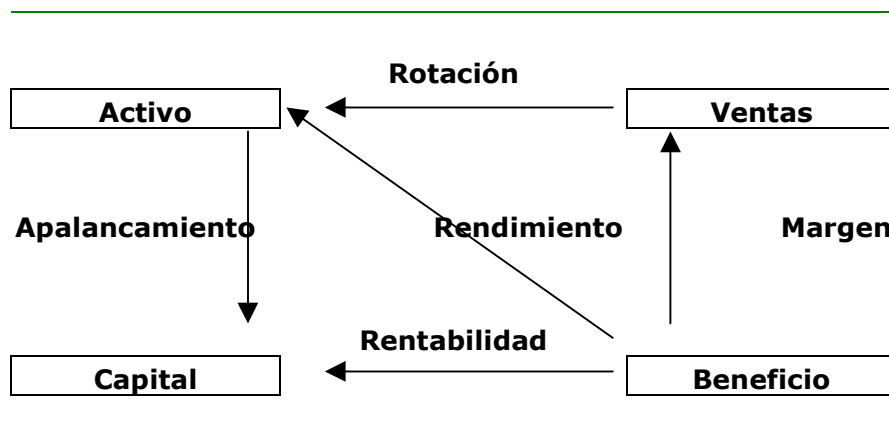 Rotación
Activo
Ventas
Apalancamiento
Rendimiento
Margen
Rentabilidad
Capital
Beneficio